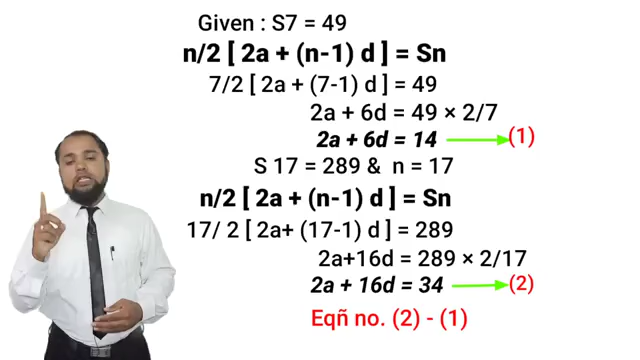 Given : S7 = 49
n/2 [ 2a + (n-1) d ] = Sn
7/2 [ 2a + (7-1) d ] = 49
2a + 6d = 49 × 2/7
2a + 6d = 14 (1)
S 17 = 289 & n = 17
n/2 [ 2a + (n-1) d ] = Sn
17/ 2 [ 2a+ (17-1) d ] = 289
2a+16d = 289 × 2/17
2a + 16d = 34 (2)
Eqñ no. (2) - (1)